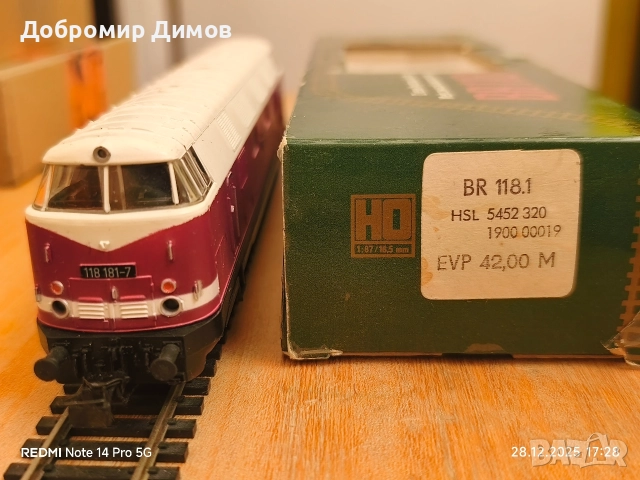 Добромир Димов
118 181-7
HO
1:87/16,5 mm
BR 118.1
HSL 5452 320
1900 00019
EVP 42,00 M
REDMI Note 14 Pro 5G
28.12.2025 17:28
BAZAR